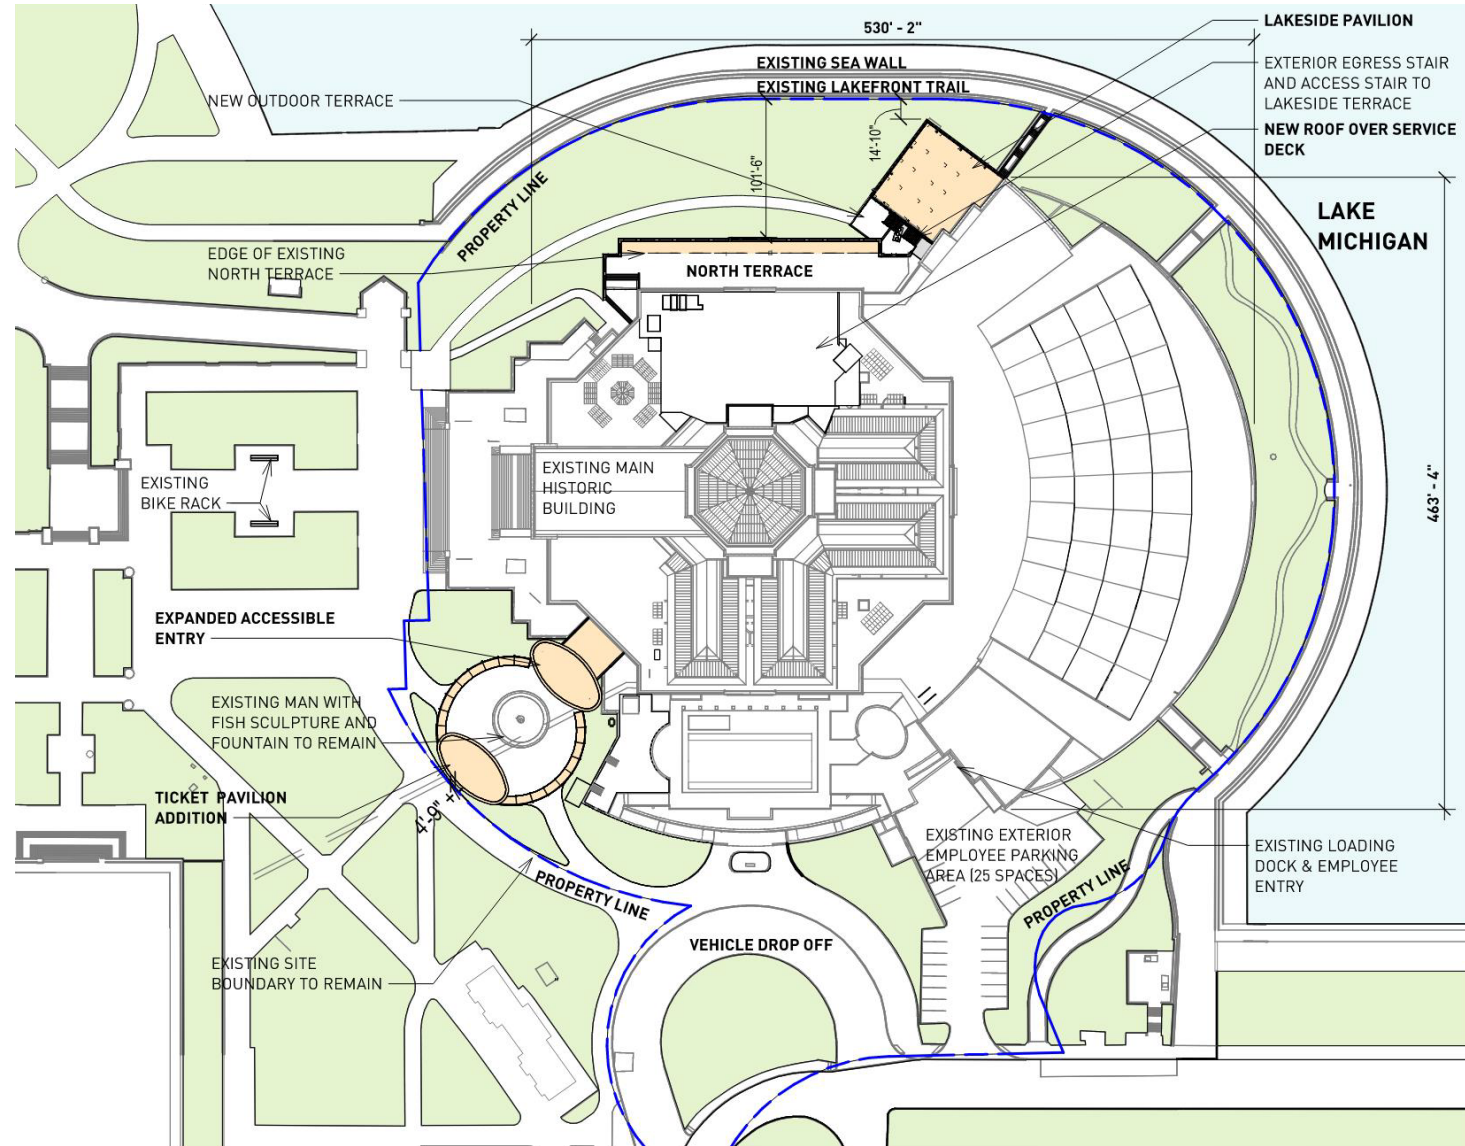 530' - 2"
LAKESIDE PAVILION
EXISTING SEA WALL
EXTERIOR EGRESS STAIR
AND ACCESS STAIR TO
LAKESIDE TERRACE
EXISTING LAKEFRONT TRAIL
NEW OUTDOOR TERRACE
NEW ROOF OVER SERVICE
DECK
14'-10"
101'-6"
PROPERTY LINE
LAKE
MICHIGAN
EDGE OF EXISTING
NORTH TERRACE
NORTH TERRACE
EXISTING MAIN
HISTORIC
BUILDING
EXISTING
BIKE RACK
463' - 4"
EXPANDED ACCESSIBLE
ENTRY
EXISTING MAN WITH
FISH SCULPTURE AND
FOUNTAIN TO REMAIN
TICKET PAVILION
ADDITION
4'-9" +/-
EXISTING EXTERIOR
EMPLOYEE PARKING
AREA (25 SPACES)
EXISTING LOADING
DOCK & EMPLOYEE
ENTRY
PROPERTY LINE
PROPERTY LINE
VEHICLE DROP OFF
EXISTING SITE
BOUNDARY TO REMAIN